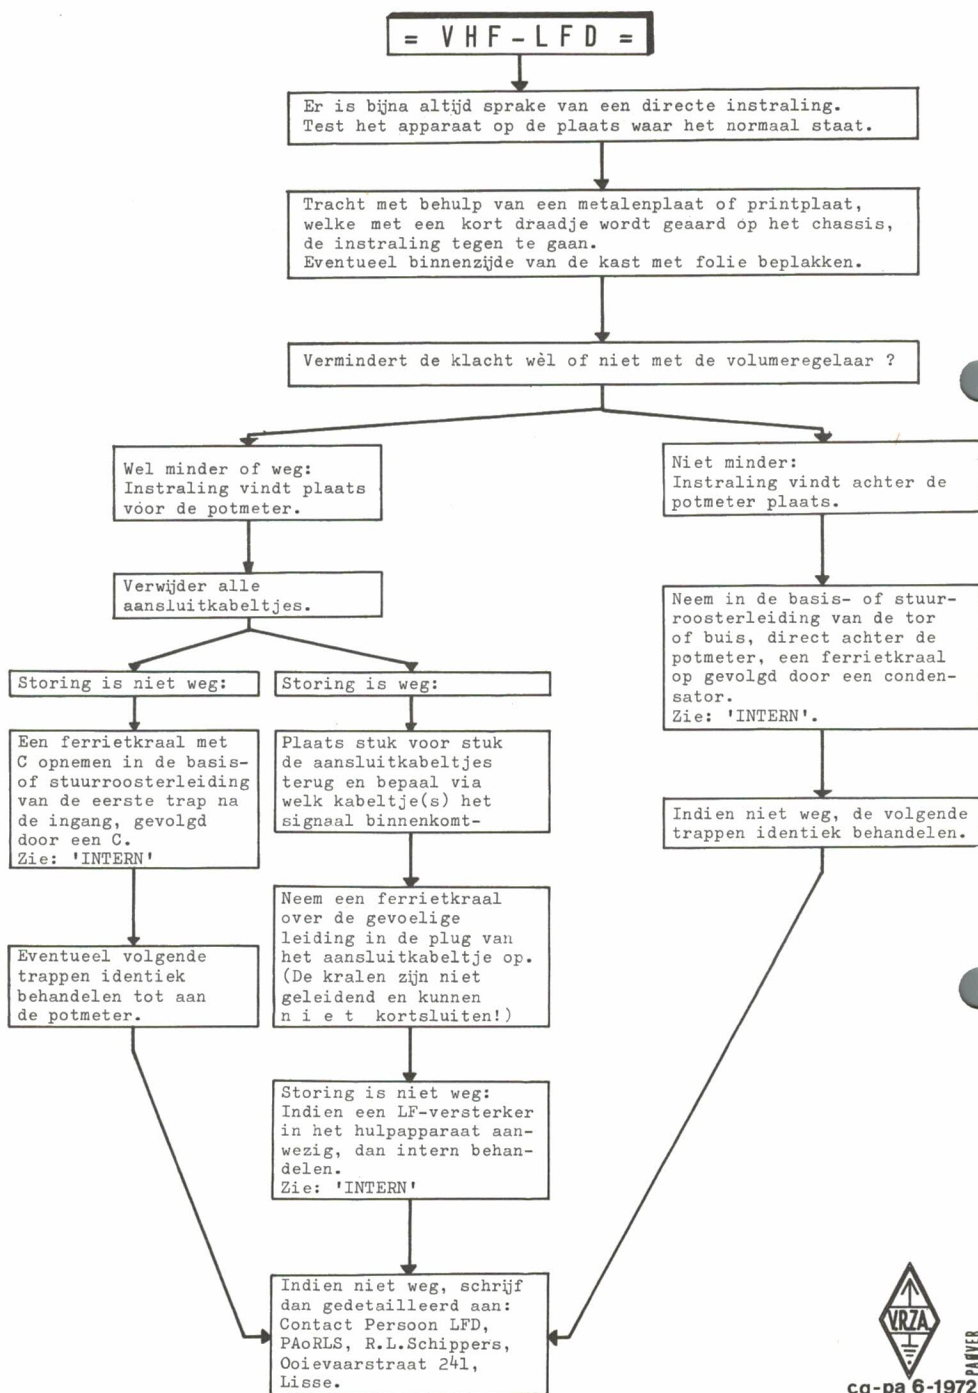 = VHF-LFD =
Er is bijna altijd sprake van een directe instraling.
Test het apparaat op de plaats waar het normaal staat.
Tracht met behulp van een metalenplaat of printplaat,
welke met een kort draadje wordt geaard op het chassis,
de instraling tegen te gaan.
Eventueel binnenzijde van de kast met folie beplakken.
Vermindert de klacht wèl of niet met de volumeregelaar ?
Wel minder of weg:
Instraling vindt plaats
vóór de potmeter.
Niet minder:
Instraling vindt achter de
potmeter plaats.
Verwijder alle
aansluitkabeltjes.
Neem in de basis- of stuur-
roosterleiding van de tor
of buis, direct achter de
potmeter, een ferrietkraal
op gevolgd door een conden-
sator.
Zie: 'INTERN'.
Storing is niet weg:
Storing is weg:
Een ferrietkraal met
C opnemen in de basis-
of stuurroosterleiding
van de eerste trap na
de ingang, gevolgd
door een C.
Zie: 'INTERN'
Plaats stuk voor stuk
de aansluitkabeltjes
terug en bepaal via
welk kabeltje(s) het
signaal binnenkomt-
Indien niet weg, de volgende
trappen identiek behandelen.
Neem een ferrietkraal
over de gevoelige
leiding in de plug van
het aansluitkabeltje op.
(De kralen zijn niet
geleidend en kunnen
n i e t kortsluiten!)
Eventueel volgende
trappen identiek
behandelen tot aan
de potmeter.
Storing is niet weg:
Indien een LF-versterker
in het hulpapparaat aan-
wezig, dan intern behan-
delen.
Zie: 'INTERN'
Indien niet weg, schrijf
dan gedetailleerd aan:
Contact Persoon LFD,
PAoRLS, R.L.Schippers,
Ooievaarstraat 241,
Lisse.
V.R.Z.A.
PAØVER
cq-pa 6-1972